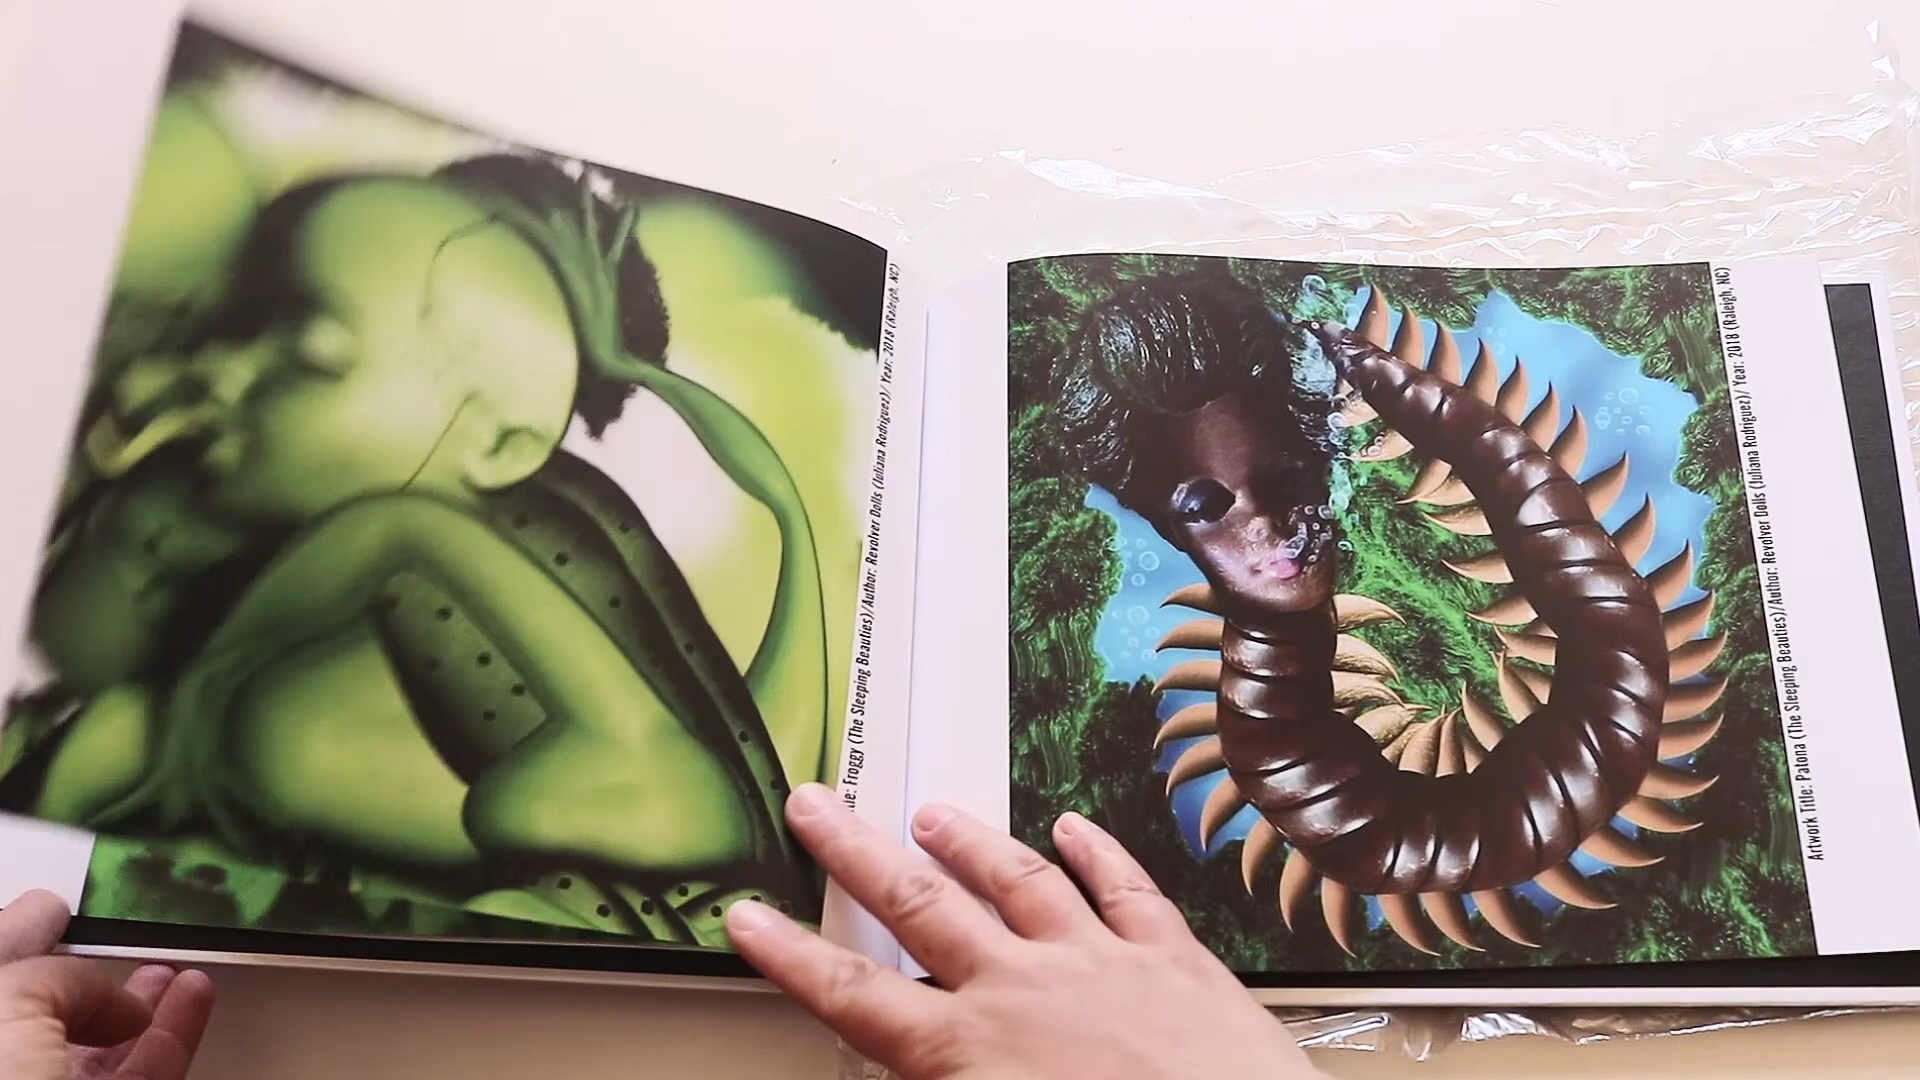 tle: Froggy (The Sleeping Beauties)/Author: Revolver Dolls (Juliana Rodriguez)/ Year: 2018 (Raleigh, NC)
Artwork Title: Patona (The Sleeping Beauties)/Author: Revolver Dolls (Juliana Rodriguez)/ Year: 2018 (Raleigh, NC)